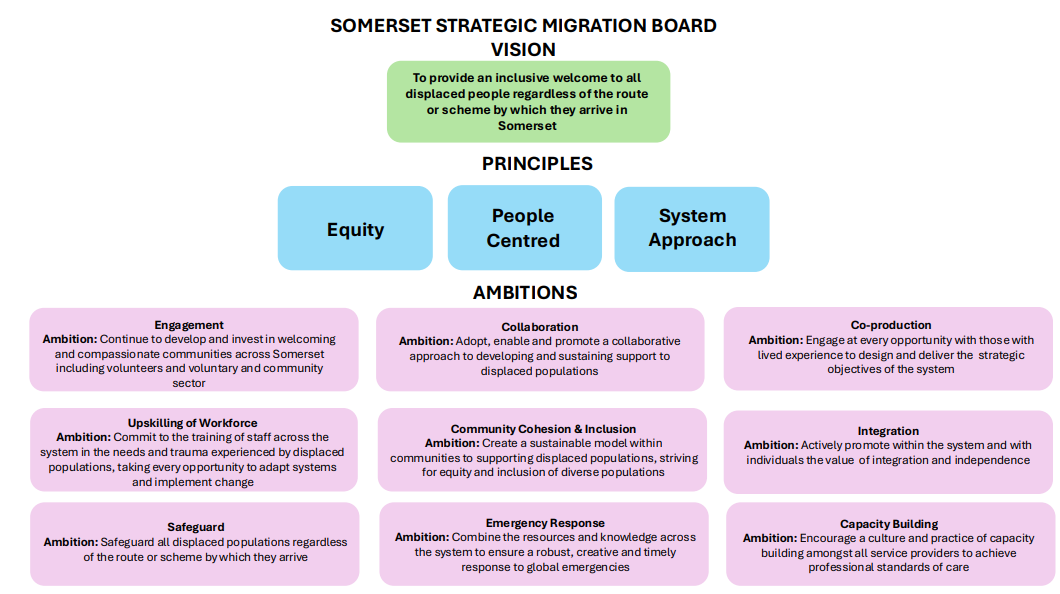 SOMERSET STRATEGIC MIGRATION BOARD
VISION
To provide an inclusive welcome to all
displaced people regardless of the route
or scheme by which they arrive in
Somerset
PRINCIPLES
Equity
People
Centred
System
Approach
AMBITIONS
Engagement
Ambition: Continue to develop and invest in welcoming
and compassionate communities across Somerset
including volunteers and voluntary and community
sector
Collaboration
Ambition: Adopt, enable and promote a collaborative
approach to developing and sustaining support to
displaced populations
Co-production
Ambition: Engage at every opportunity with those with
lived experience to design and deliver the strategic
objectives of the system
Upskilling of Workforce
Ambition: Commit to the training of staff across the
system in the needs and trauma experienced by displaced
populations, taking every opportunity to adapt systems
and implement change
Community Cohesion & Inclusion
Ambition: Create a sustainable model within
communities to supporting displaced populations, striving
for equity and inclusion of diverse populations
Integration
Ambition: Actively promote within the system and with
individuals the value of integration and independence
Safeguard
Ambition: Safeguard all displaced populations regardless
of the route or scheme by which they arrive
Emergency Response
Ambition: Combine the resources and knowledge across
the system to ensure a robust, creative and timely
response to global emergencies
Capacity Building
Ambition: Encourage a culture and practice of capacity
building amongst all service providers to achieve
professional standards of care